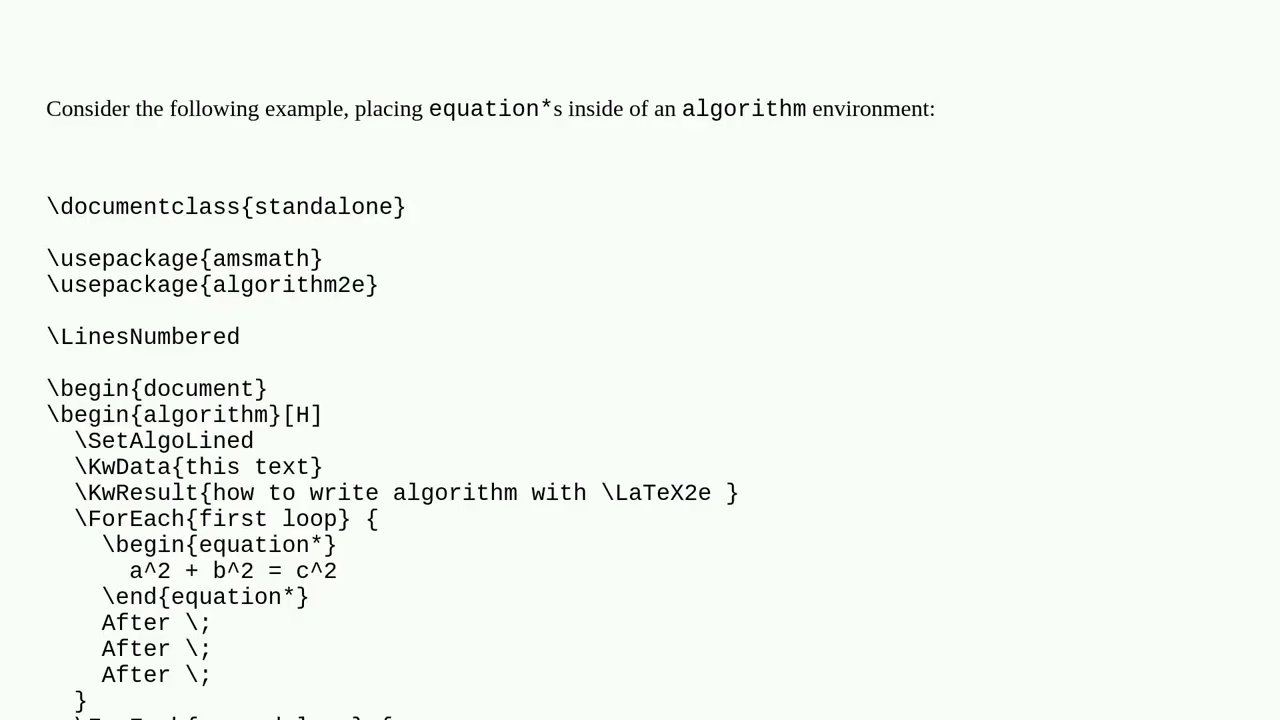 Consider the following example, placing equation*s inside of an algorithm environment:
\documentclass{standalone}
\usepackage{amsmath}
\usepackage{algorithm2e}
\LinesNumbered
\begin{document}
\begin{algorithm}[H]
  \SetAlgoLined
  \KwData{this text}
  \KwResult{how to write algorithm with \LaTeX2e }
  \ForEach{first loop} {
    \begin{equation*}
      a^2 + b^2 = c^2
    \end{equation*}
    After \;
    After \;
    After \;
  }